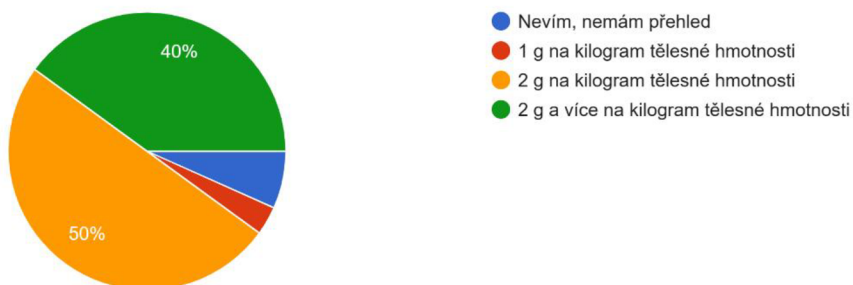 40%
50%
Nevím, nemám přehled
1 g na kilogram tělesné hmotnosti
2 g na kilogram tělesné hmotnosti
2 g a více na kilogram tělesné hmotnosti